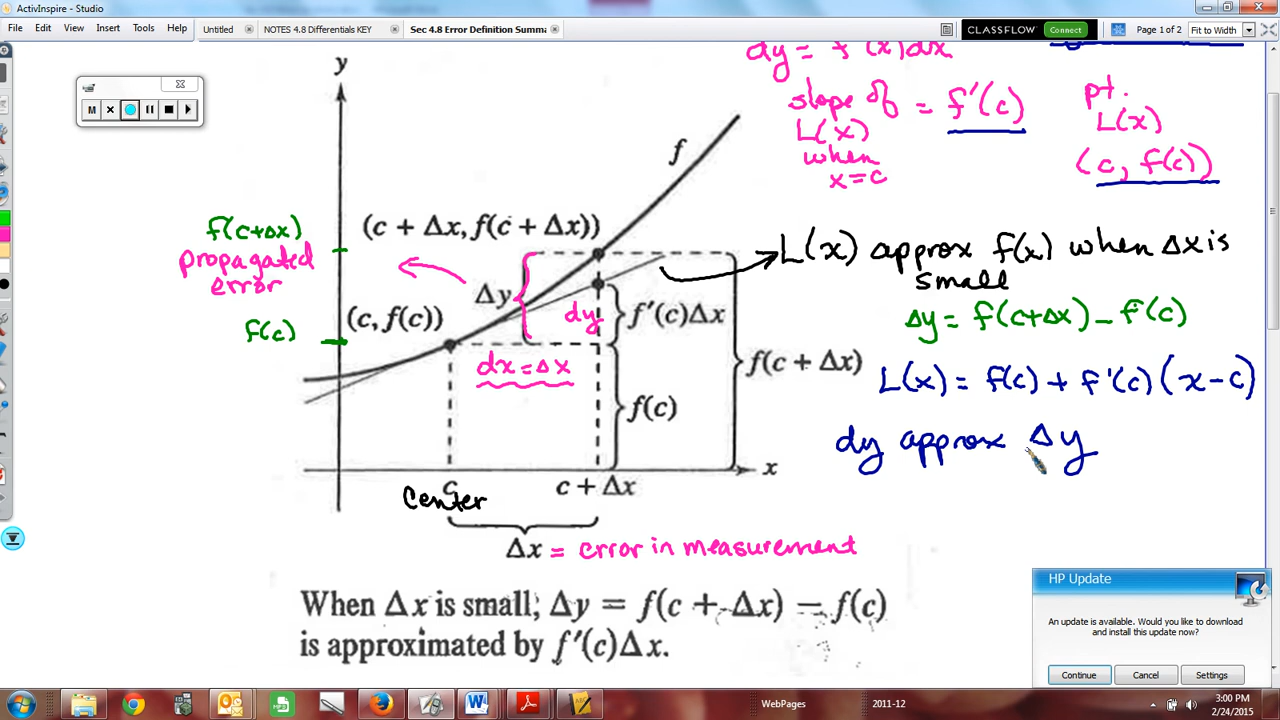 ActivInspire - Studio
File Edit View Insert Tools Help
Untitled
NOTES 4.8 Differentials KEY
Sec 4.8 Error Definition Summa
CLASSFLOW
Connect
Page 1 of 2
Fit to Width
M
y
dy = f'(x)dx
slope of = f'(c)
L(x)
when
x=c
pt.
L(x)
(c, f(c))
f
f(c+Δx)
propagated
error
f(c)
(c + Δx, f(c + Δx))
(c, f(c))
Δy
dy
f'(c)Δx
dx = Δx
f(c)
f(c + Δx)
L(x) approx f(x) when Δx is
small
Δy = f(c+Δx) - f(c)
L(x) = f(c) + f'(c)(x-c)
dy approx Δy
x
c
center
c + Δx
Δx = error in measurement
When Δx is small, Δy = f(c + Δx) − f(c)
is approximated by f'(c)Δx.
HP Update
An update is available. Would you like to download
and install this update now?
Continue
Cancel
Settings
WebPages
2011-12
3:00 PM
2/24/2015